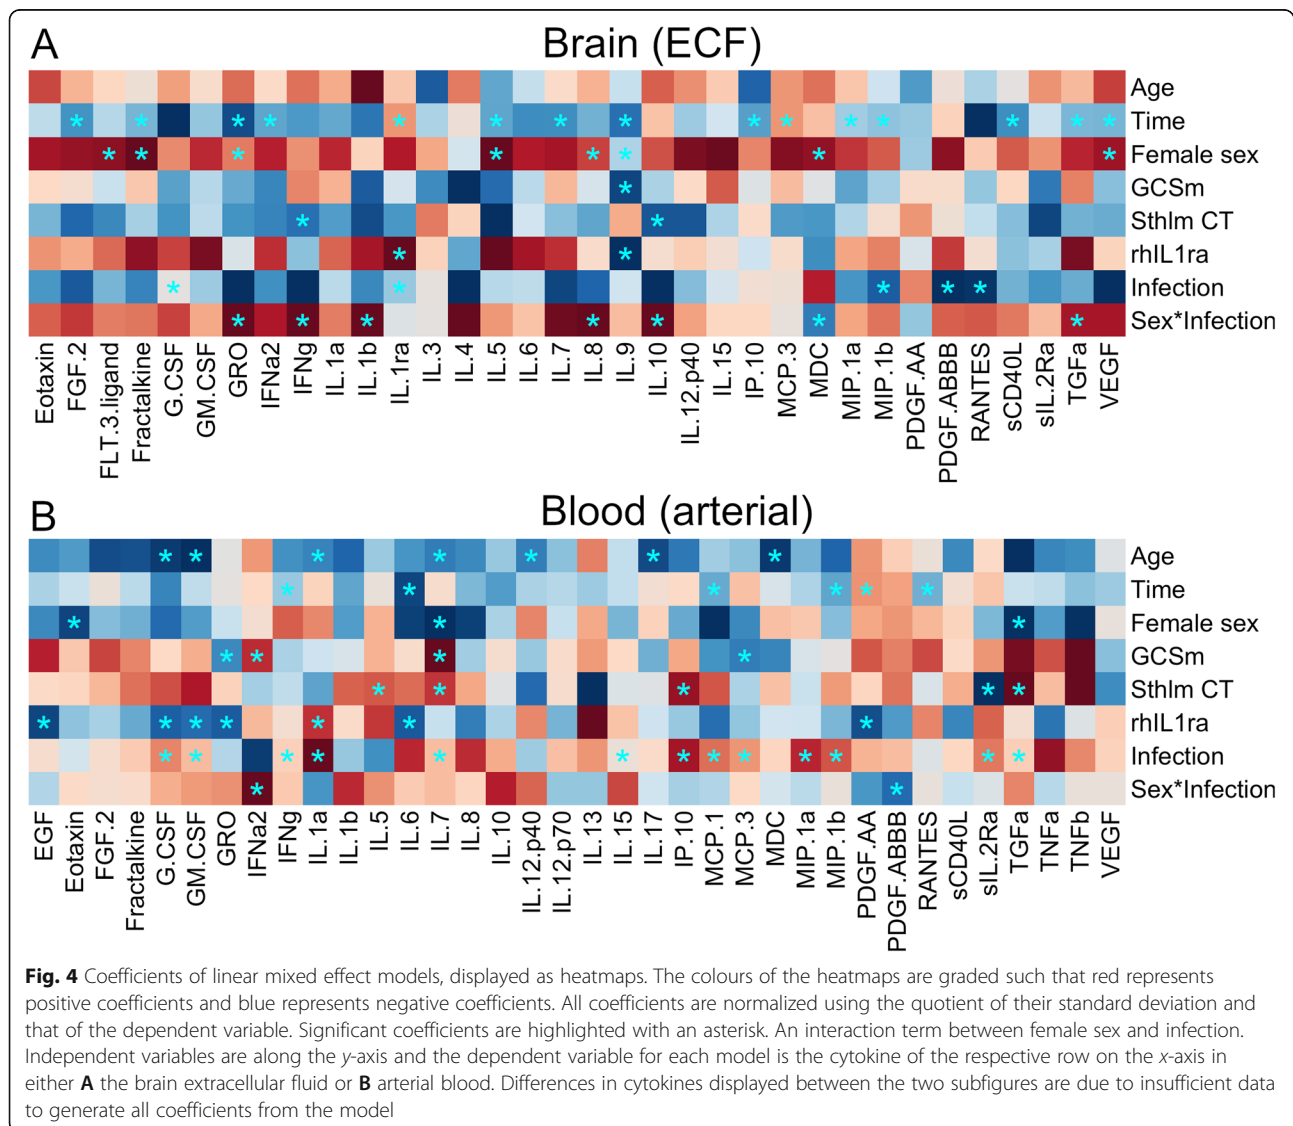 A
Brain (ECF)
Age
Time
Female sex
GCSm
Sthlm CT
rhIL1ra
Infection
Sex*Infection
Eotaxin
FGF.2
FLT.3.ligand
Fractalkine
G.CSF
GM.CSF
GRO
IFNa2
IFNg
IL.1a
IL.1b
IL.1ra
IL.3
IL.4
IL.5
IL.6
IL.7
IL.8
IL.9
IL.10
IL.12.p40
IL.15
IP.10
MCP.3
MDC
MIP.1a
MIP.1b
PDGF.AA
PDGF.ABBB
RANTES
sCD40L
sIL.2Ra
TGFa
VEGF
B
Blood (arterial)
Age
Time
Female sex
GCSm
Sthlm CT
rhIL1ra
Infection
Sex*Infection
EGF
Eotaxin
FGF.2
Fractalkine
G.CSF
GM.CSF
GRO
IFNa2
IFNg
IL.1a
IL.1b
IL.5
IL.6
IL.7
IL.8
IL.10
IL.12.p40
IL.12.p70
IL.13
IL.15
IL.17
IP.10
MCP.1
MCP.3
MDC
MIP.1a
MIP.1b
PDGF.AA
PDGF.ABBB
RANTES
sCD40L
sIL.2Ra
TGFa
TNFa
TNFb
VEGF
Fig. 4 Coefficients of linear mixed effect models, displayed as heatmaps. The colours of the heatmaps are graded such that red represents
positive coefficients and blue represents negative coefficients. All coefficients are normalized using the quotient of their standard deviation and
that of the dependent variable. Significant coefficients are highlighted with an asterisk. An interaction term between female sex and infection.
Independent variables are along the y-axis and the dependent variable for each model is the cytokine of the respective row on the x-axis in
either A the brain extracellular fluid or B arterial blood. Differences in cytokines displayed between the two subfigures are due to insufficient data
to generate all coefficients from the model